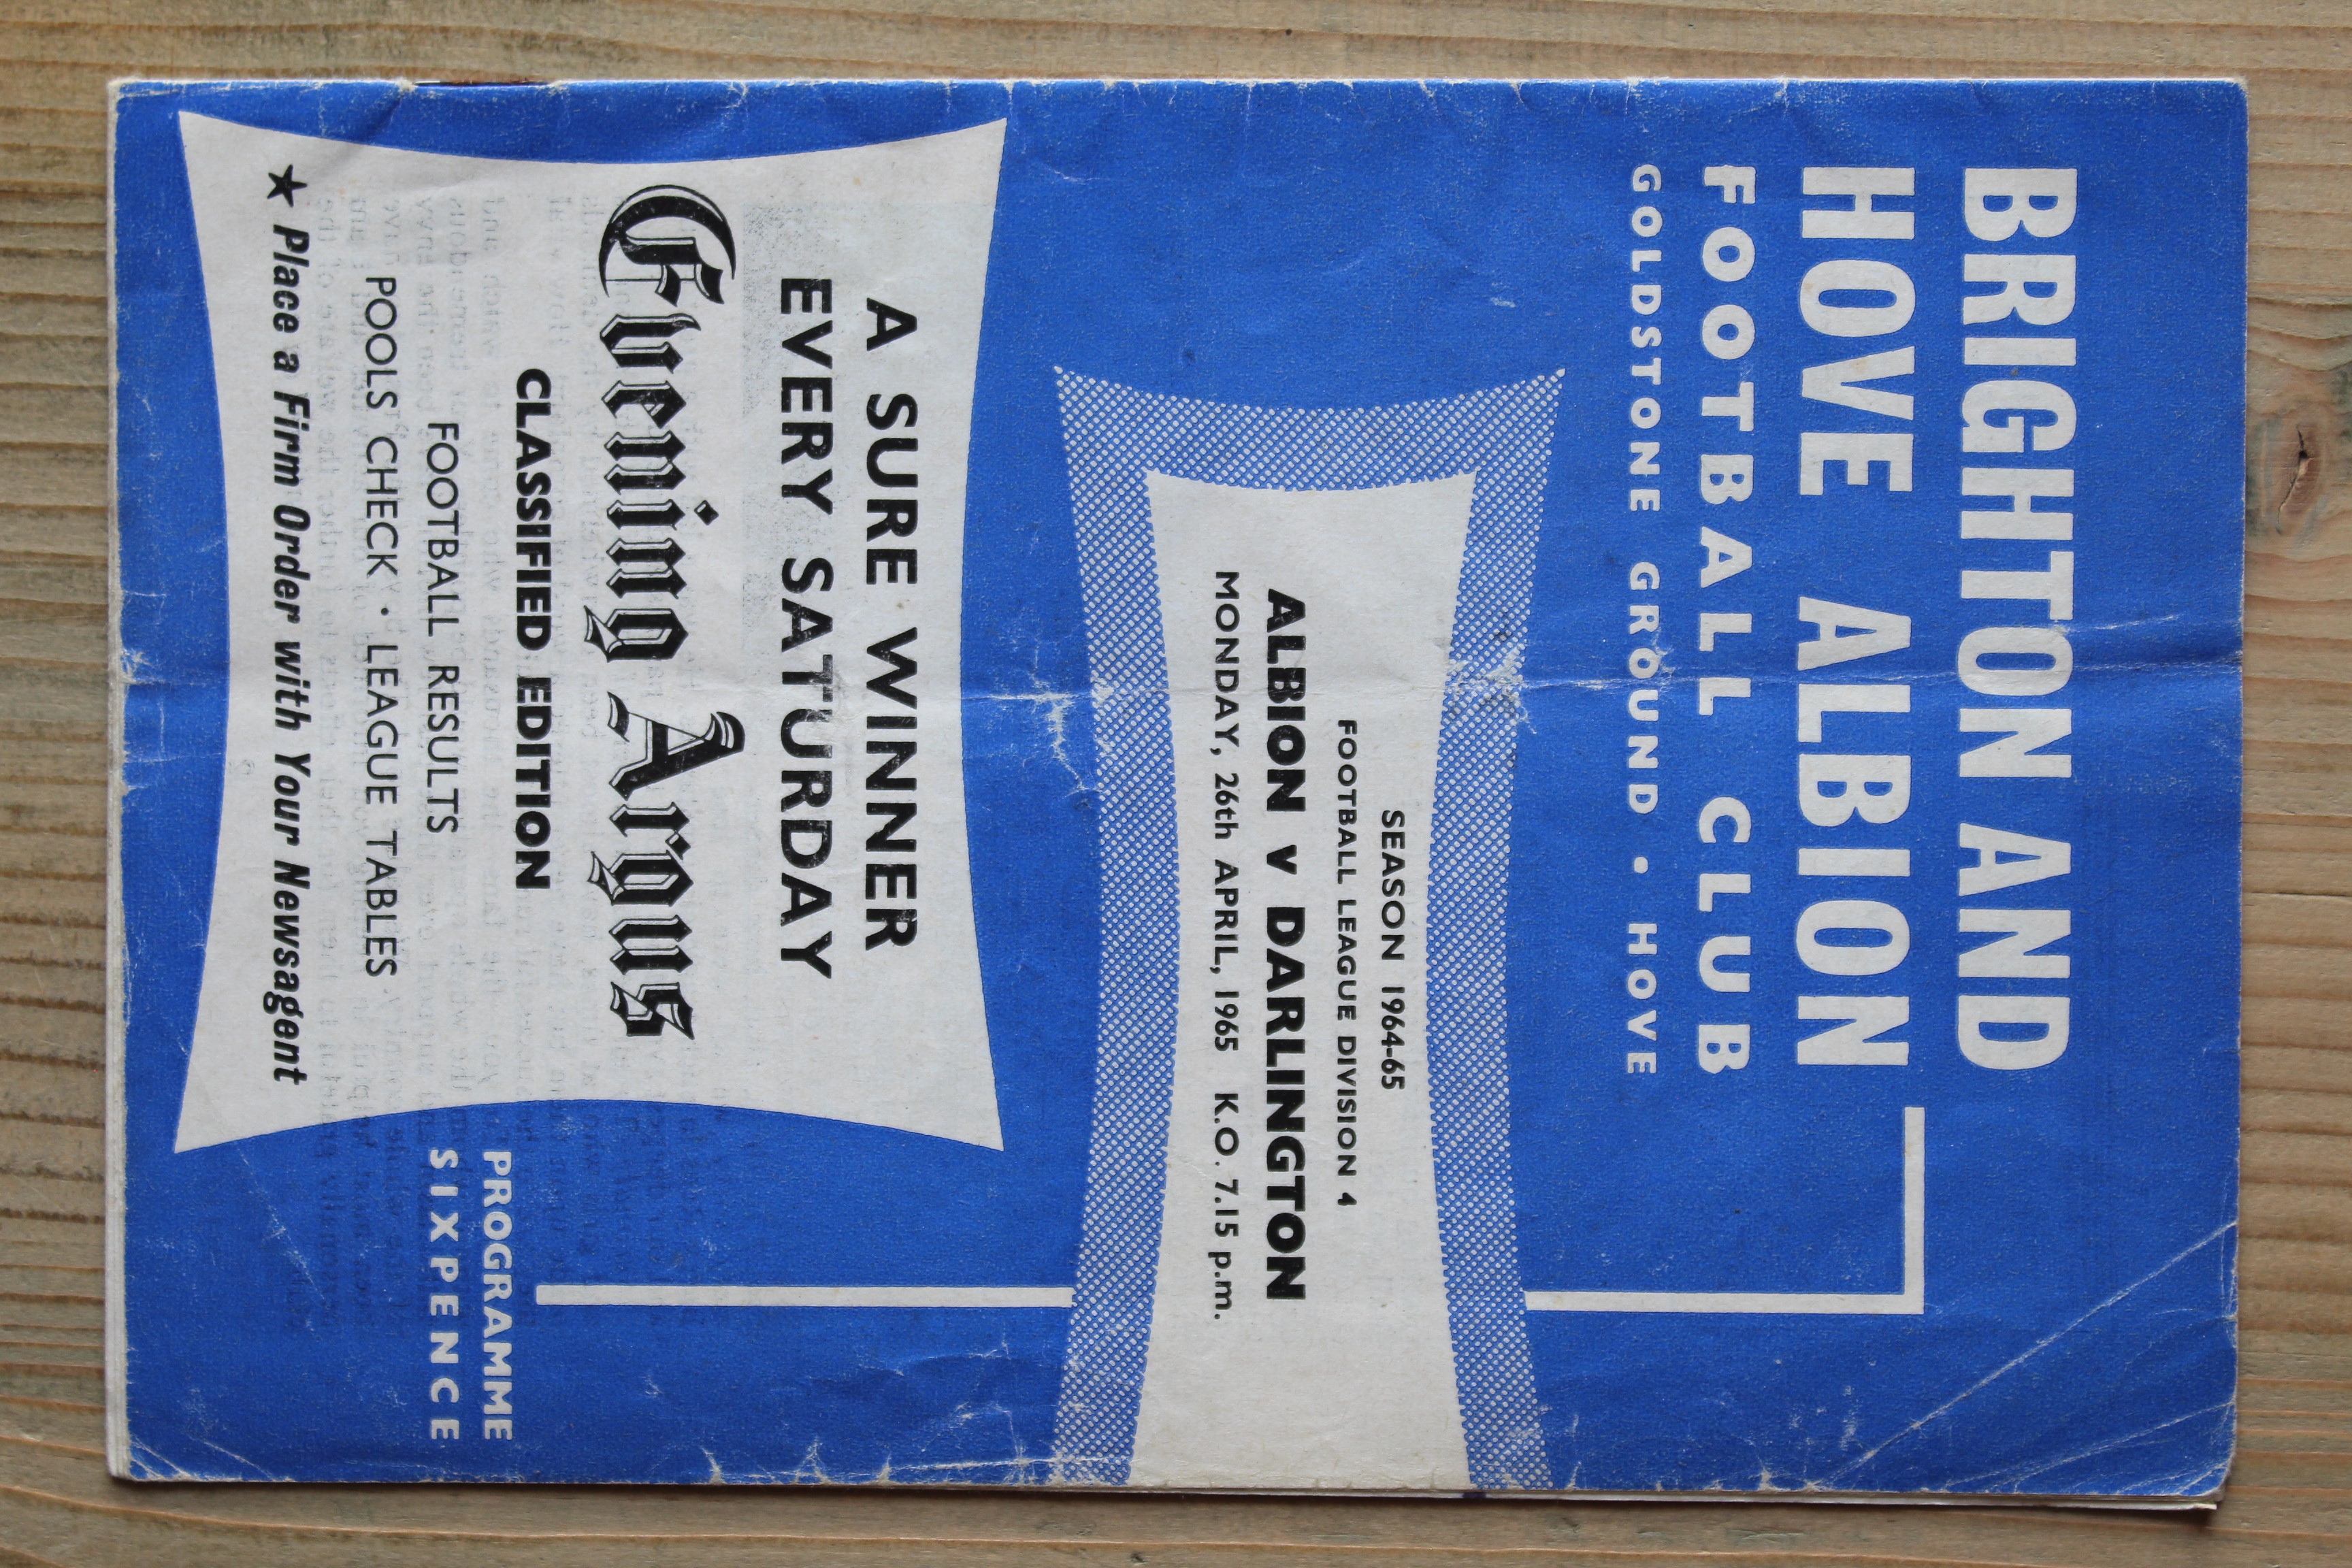 BRIGHTON AND
HOVE ALBION
FOOTBALL CLUB
GOLDSTONE GROUND • HOVE
SEASON 1964-65
FOOTBALL LEAGUE DIVISION 4
ALBION v DARLINGTON
MONDAY, 26th APRIL, 1965 K.O. 7.15 p.m.
A SURE WINNER
EVERY SATURDAY
Evening Argus
CLASSIFIED EDITION
FOOTBALL RESULTS
POOLS CHECK · LEAGUE TABLES
★ Place a Firm Order with Your Newsagent
PROGRAMME
SIXPENCE